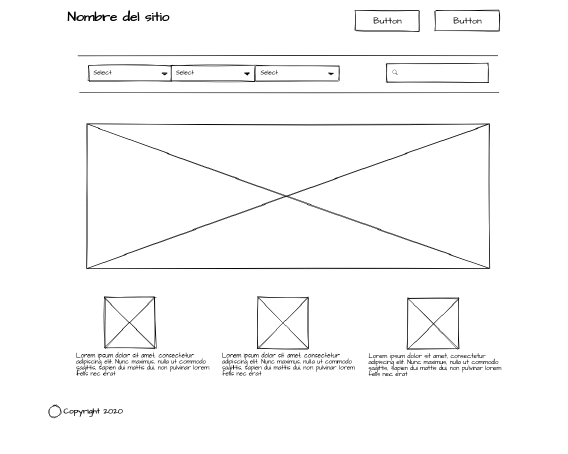 Nombre del sitio
Button Button
Select Select Select
Lorem ipsum dolor sit amet, consectetur
adipiscing elit. Nunc maximus, nulla ut commodo
sagittis, sapien dui mattis dui, non pulvinar lorem
felis nec erat
Lorem ipsum dolor sit amet, consectetur
adipiscing elit. Nunc maximus, nulla ut commodo
sagittis, sapien dui mattis dui, non pulvinar lorem
felis nec erat
Lorem ipsum dolor sit amet, consectetur
adipiscing elit. Nunc maximus, nulla ut commodo
sagittis, sapien dui mattis dui, non pulvinar lorem
felis nec erat
Copyright 2020